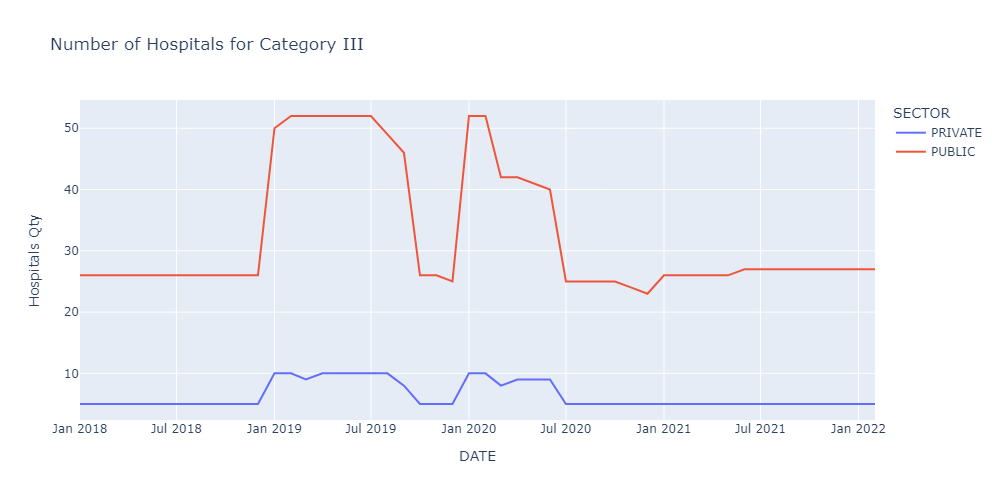 Number of Hospitals for Category III
SECTOR
PRIVATE
PUBLIC
Hospitals Qty
50
40
30
20
10
Jan 2018
Jul 2018
Jan 2019
Jul 2019
Jan 2020
Jul 2020
Jan 2021
Jul 2021
Jan 2022
DATE